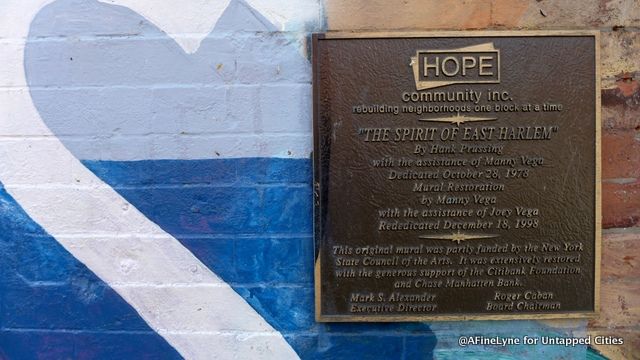 HOPE
community inc.
rebuilding neighborhoods one block at a time
"THE SPIRIT OF EAST HARLEM"
By Hank Prussing
with the assistance of Manny Vega
Dedicated October 28, 1978
Mural Restoration
by Manny Vega
with the assistance of Joey Vega
Rededicated December 18, 1998
This original mural was partly funded by the New York
State Council of the Arts. It was extensively restored
with the generous support of the Citibank Foundation
and Chase Manhatten Bank.
Mark S. Alexander Roger Caban
Executive Director Board Chairman
@AFineLyne for Untapped Cities